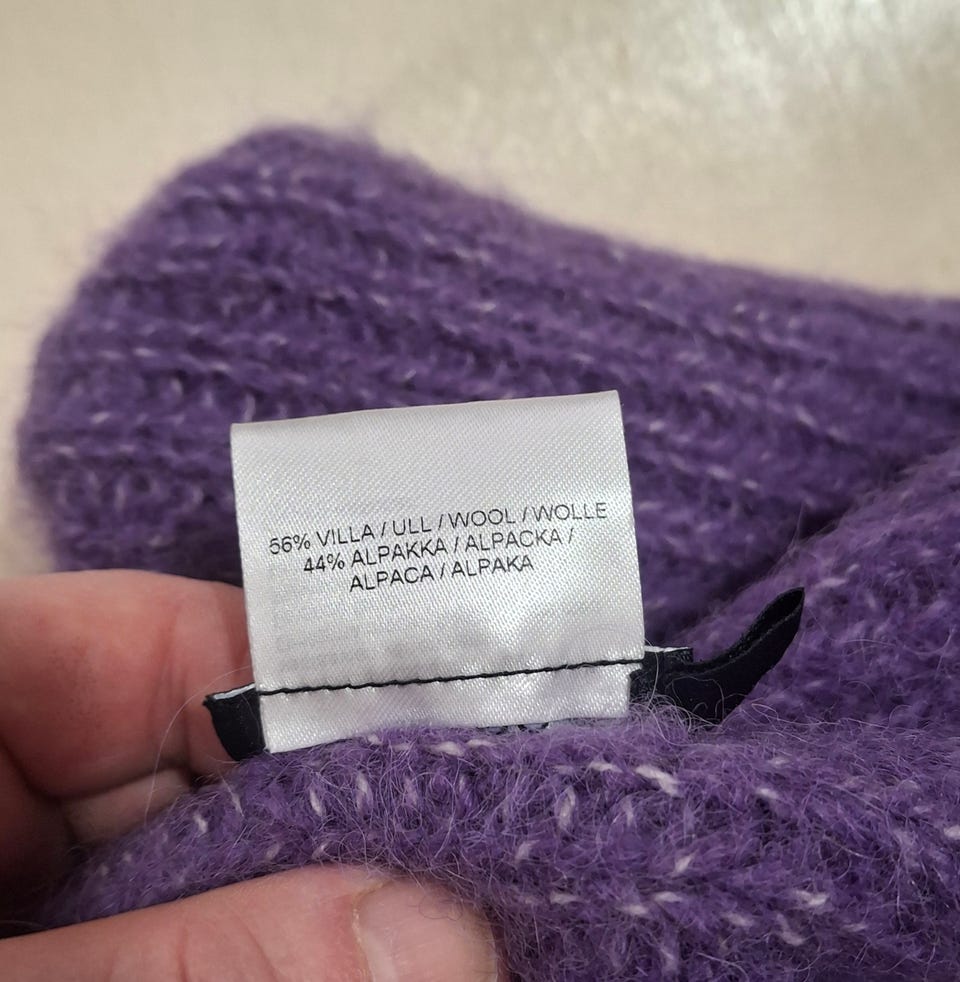 56% VILLA / ULL / WOOL / WOLLE
44% ALPAKKA / ALPACKA /
ALPACA / ALPAKA